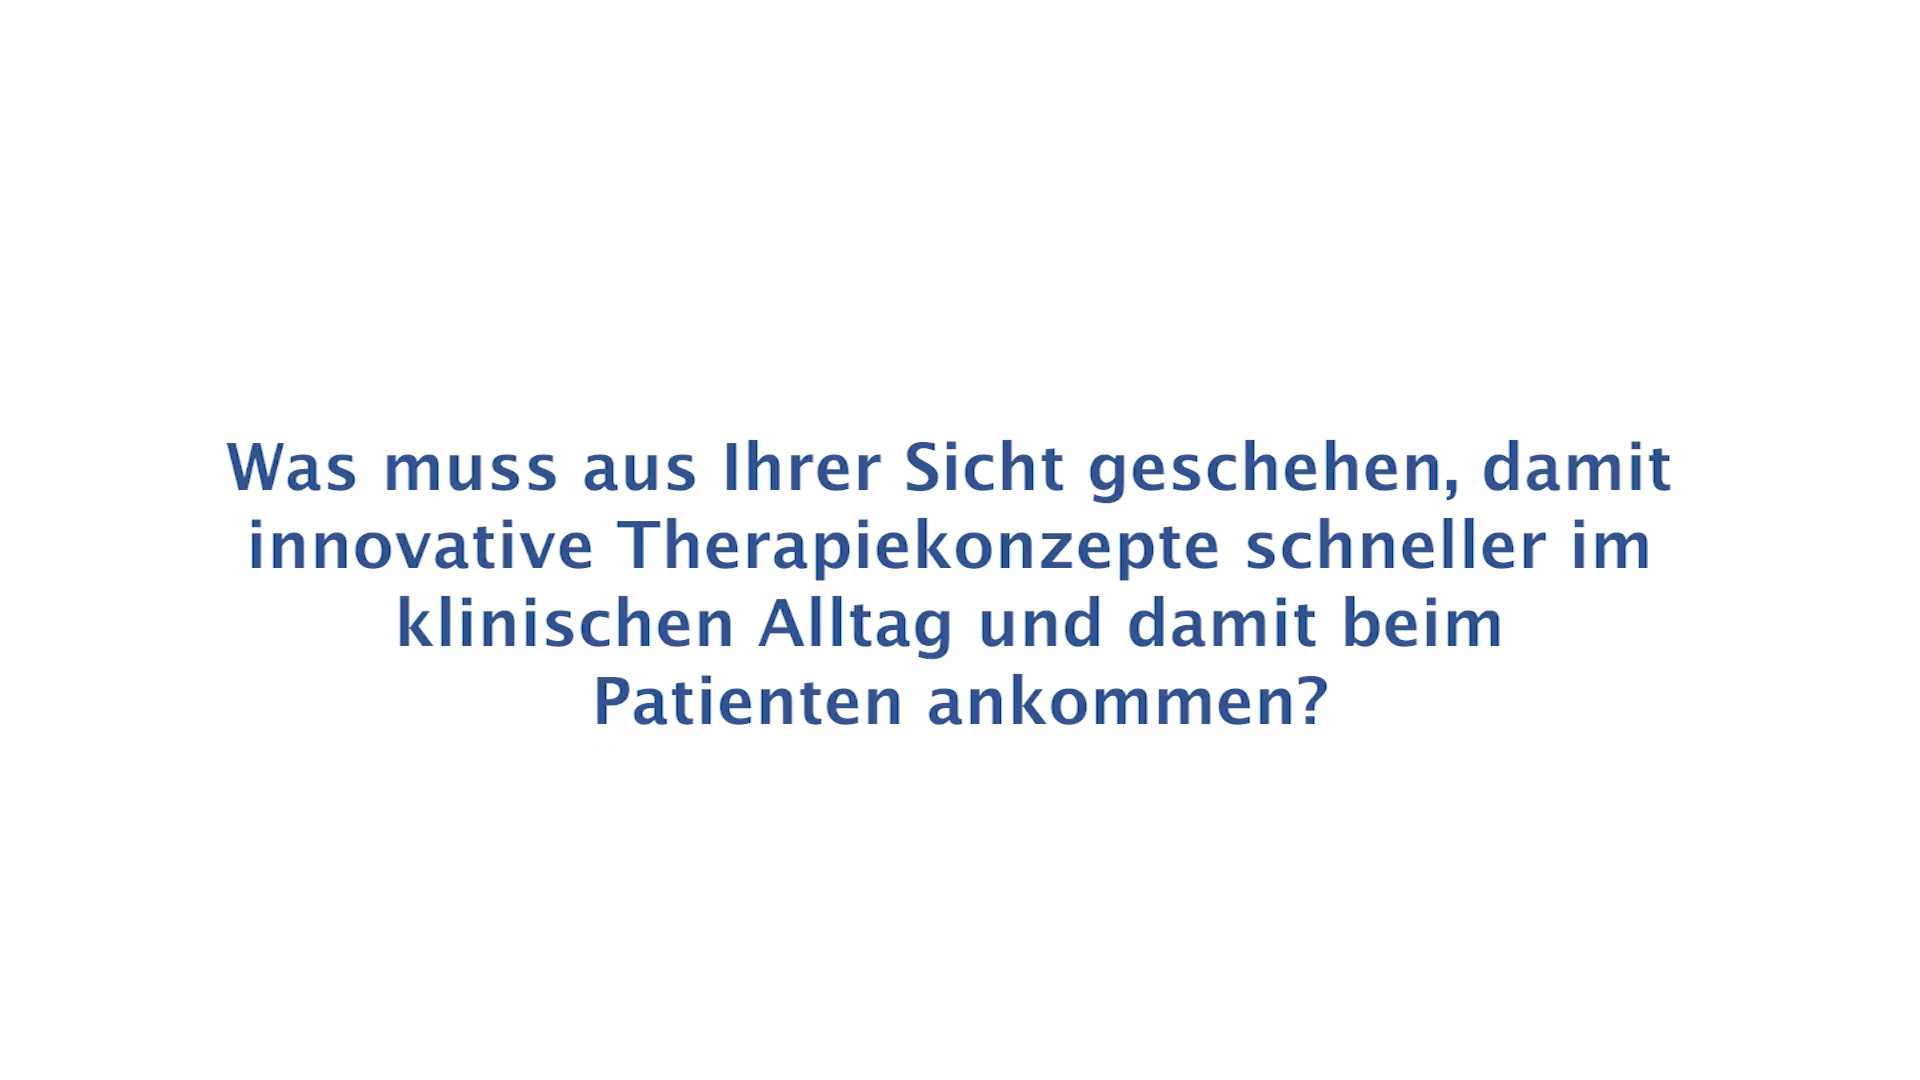 Was muss aus Ihrer Sicht geschehen, damit
innovative Therapiekonzepte schneller im
klinischen Alltag und damit beim
Patienten ankommen?